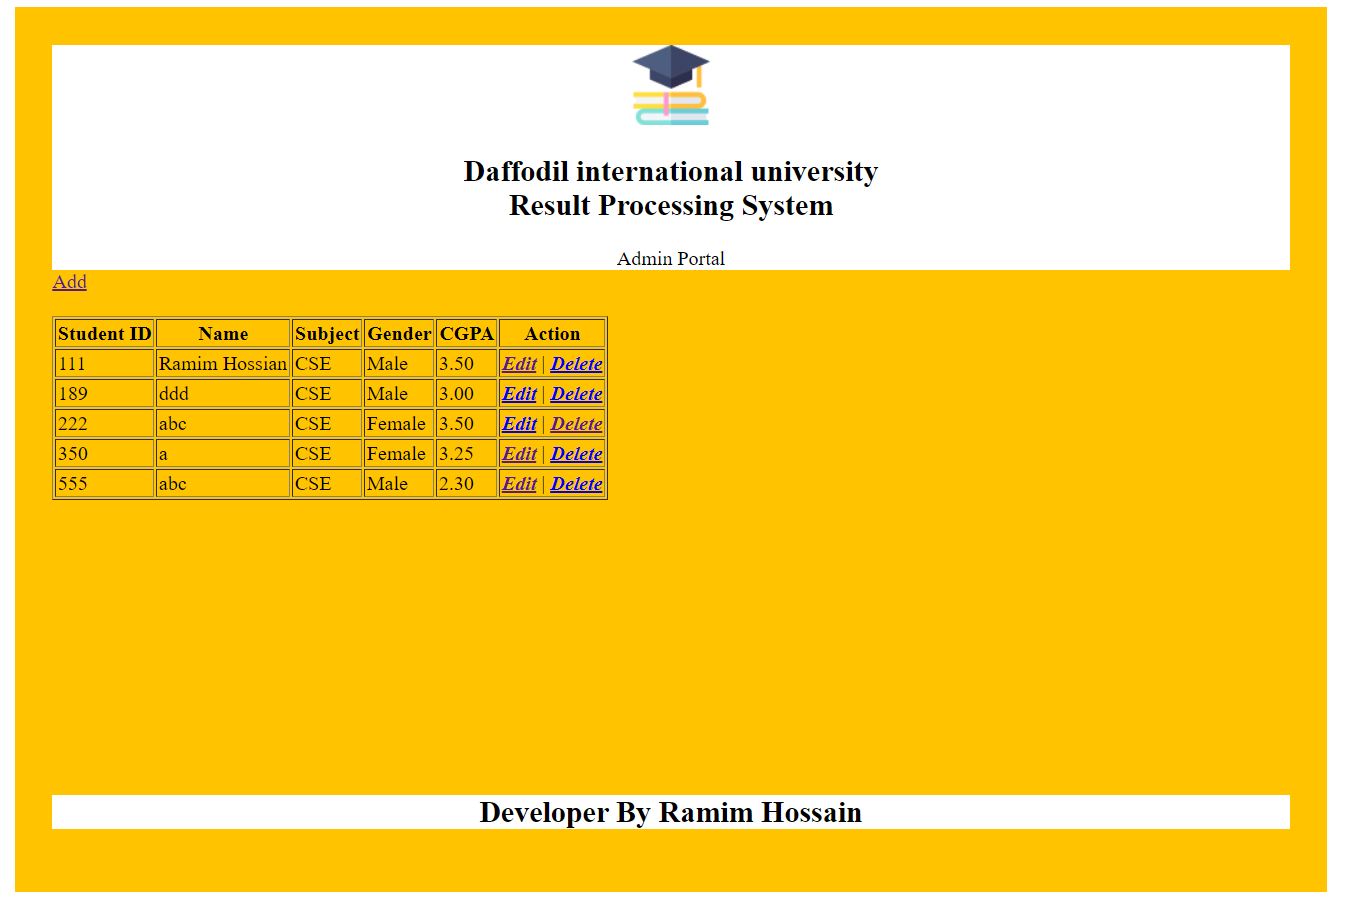 Daffodil international university
Result Processing System
Admin Portal
Add
Student ID Name Subject Gender CGPA Action
111 Ramim Hossian CSE Male 3.50 Edit | Delete
189 ddd CSE Male 3.00 Edit | Delete
222 abc CSE Female 3.50 Edit | Delete
350 a CSE Female 3.25 Edit | Delete
555 abc CSE Male 2.30 Edit | Delete
Developer By Ramim Hossain